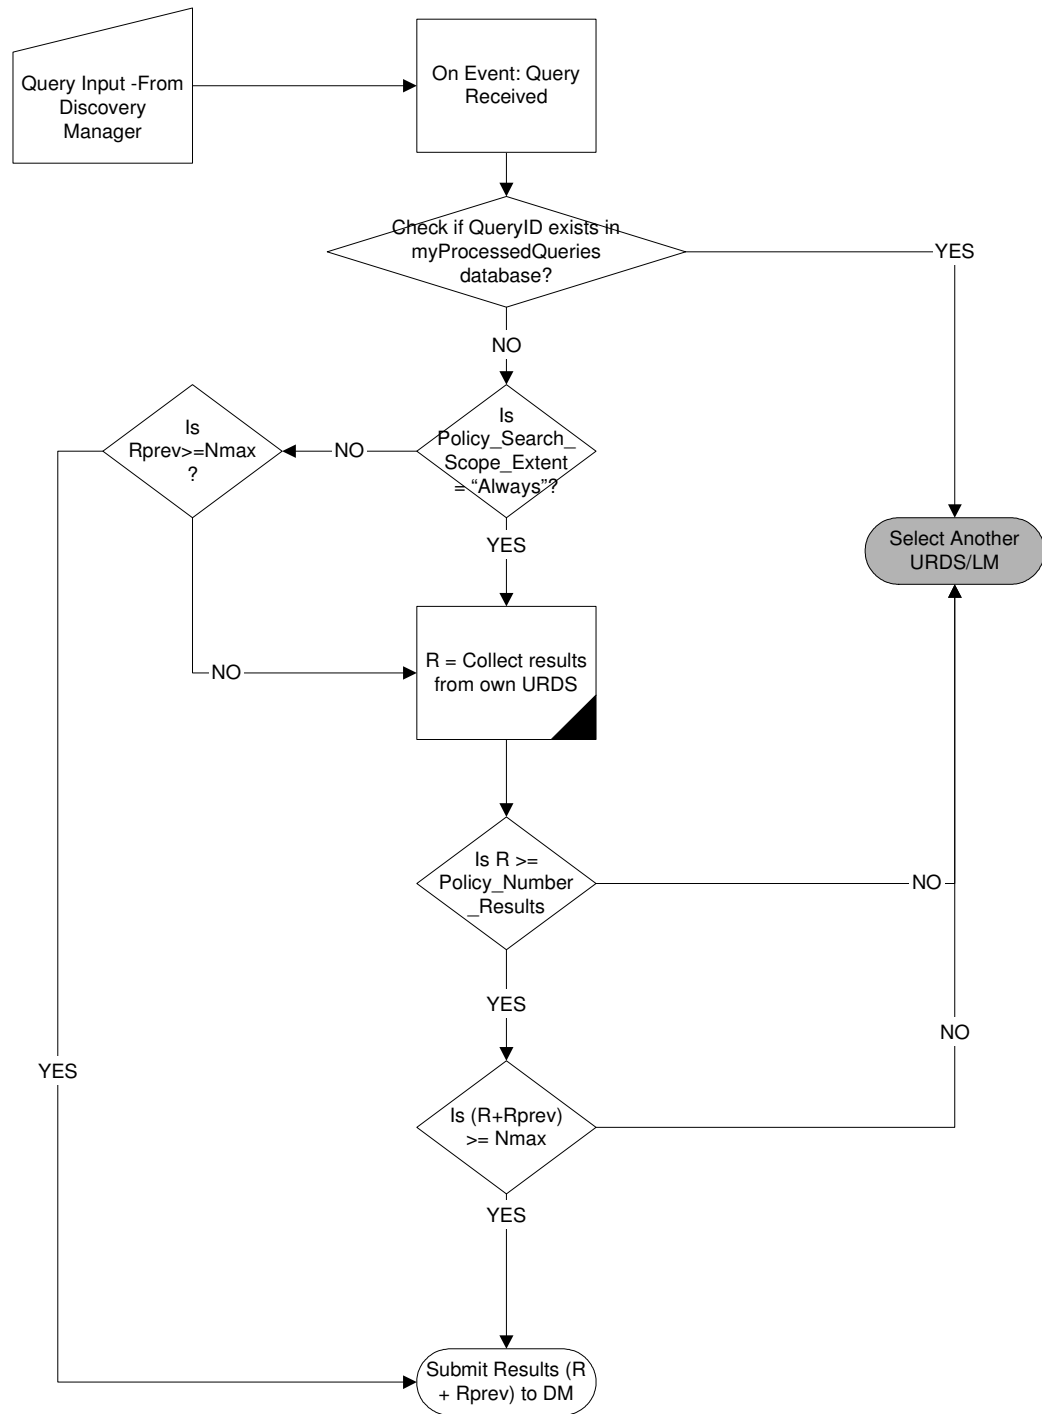 Query Input -From
Discovery
Manager
On Event: Query
Received
Check if QueryID exists in
myProcessedQueries
database?
YES
NO
Is
Rprev>=Nmax
?
NO
Is
Policy_Search_
Scope_Extent
= “Always”?
YES
Select Another
URDS/LM
NO
R = Collect results
from own URDS
Is R >=
Policy_Number
_Results
NO
YES
NO
YES
Is (R+Rprev)
>= Nmax
YES
Submit Results (R
+ Rprev) to DM